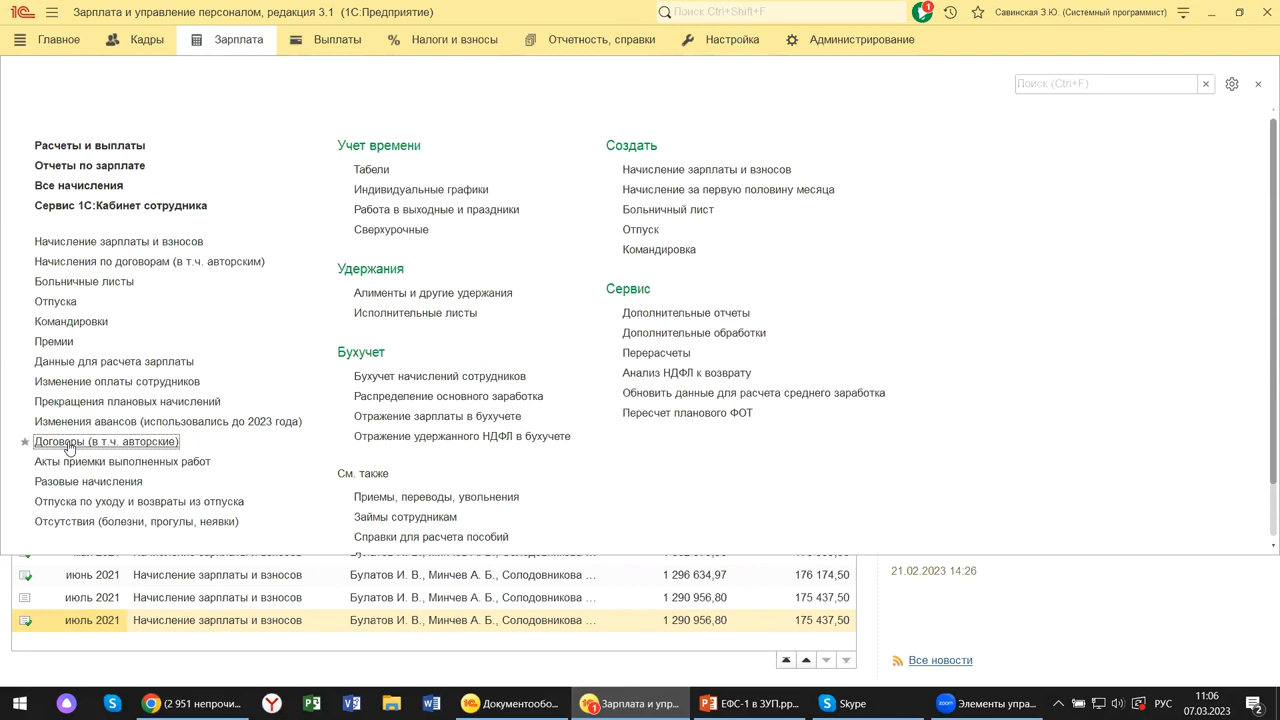 1С Зарплата и управление персоналом, редакция 3.1 (1С:Предприятие) Поиск Ctrl+Shift+F 1 Савинская З.Ю. (Системный программист)
Главное Кадры Зарплата Выплаты Налоги и взносы Отчетность, справки Настройка Администрирование
Поиск (Ctrl+F)
Расчеты и выплаты
Отчеты по зарплате
Все начисления
Сервис 1С:Кабинет сотрудника
Начисление зарплаты и взносов
Начисления по договорам (в т.ч. авторским)
Больничные листы
Отпуска
Командировки
Премии
Данные для расчета зарплаты
Изменение оплаты сотрудников
Прекращения плановых начислений
Изменения авансов (использовались до 2023 года)
Договоры (в т.ч. авторские)
Акты приемки выполненных работ
Разовые начисления
Отпуска по уходу и возвраты из отпуска
Отсутствия (болезни, прогулы, неявки)
Учет времени
Табели
Индивидуальные графики
Работа в выходные и праздники
Сверхурочные
Удержания
Алименты и другие удержания
Исполнительные листы
Бухучет
Бухучет начислений сотрудников
Распределение основного заработка
Отражение зарплаты в бухучете
Отражение удержанного НДФЛ в бухучете
См. также
Приемы, переводы, увольнения
Займы сотрудникам
Справки для расчета пособий
Создать
Начисление зарплаты и взносов
Начисление за первую половину месяца
Больничный лист
Отпуск
Командировка
Сервис
Дополнительные отчеты
Дополнительные обработки
Перерасчеты
Анализ НДФЛ к возврату
Обновить данные для расчета среднего заработка
Пересчет планового ФОТ
июнь 2021 Начисление зарплаты и взносов Булатов И. В., Минчев А. Б., Солодовникова ... 1 296 634,97 176 174,50
июль 2021 Начисление зарплаты и взносов Булатов И. В., Минчев А. Б., Солодовникова ... 1 290 956,80 175 437,50
июль 2021 Начисление зарплаты и взносов Булатов И. В., Минчев А. Б., Солодовникова ... 1 290 956,80 175 437,50
21.02.2023 14:26
Все новости
(2 951 непрочи... Документообо... Зарплата и упр... ЕФС-1 в ЗУП.pp... Skype Элементы упра... РУС 11:06
07.03.2023 2